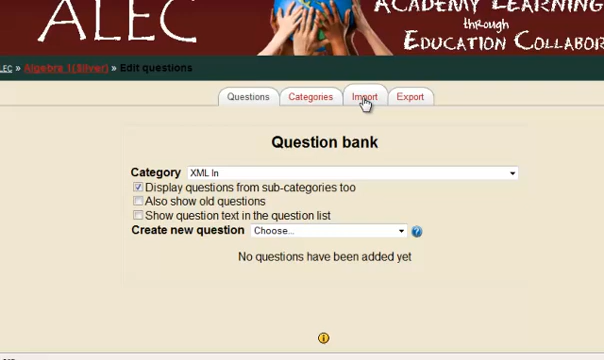 ALEC
ACADEMY LEARNING
through
EDUCATION COLLABOR
LEC » Algebra 1(Silver) » Edit questions
Questions Categories Import Export
Question bank
Category XML In
Display questions from sub-categories too
Also show old questions
Show question text in the question list
Create new question Choose...
No questions have been added yet